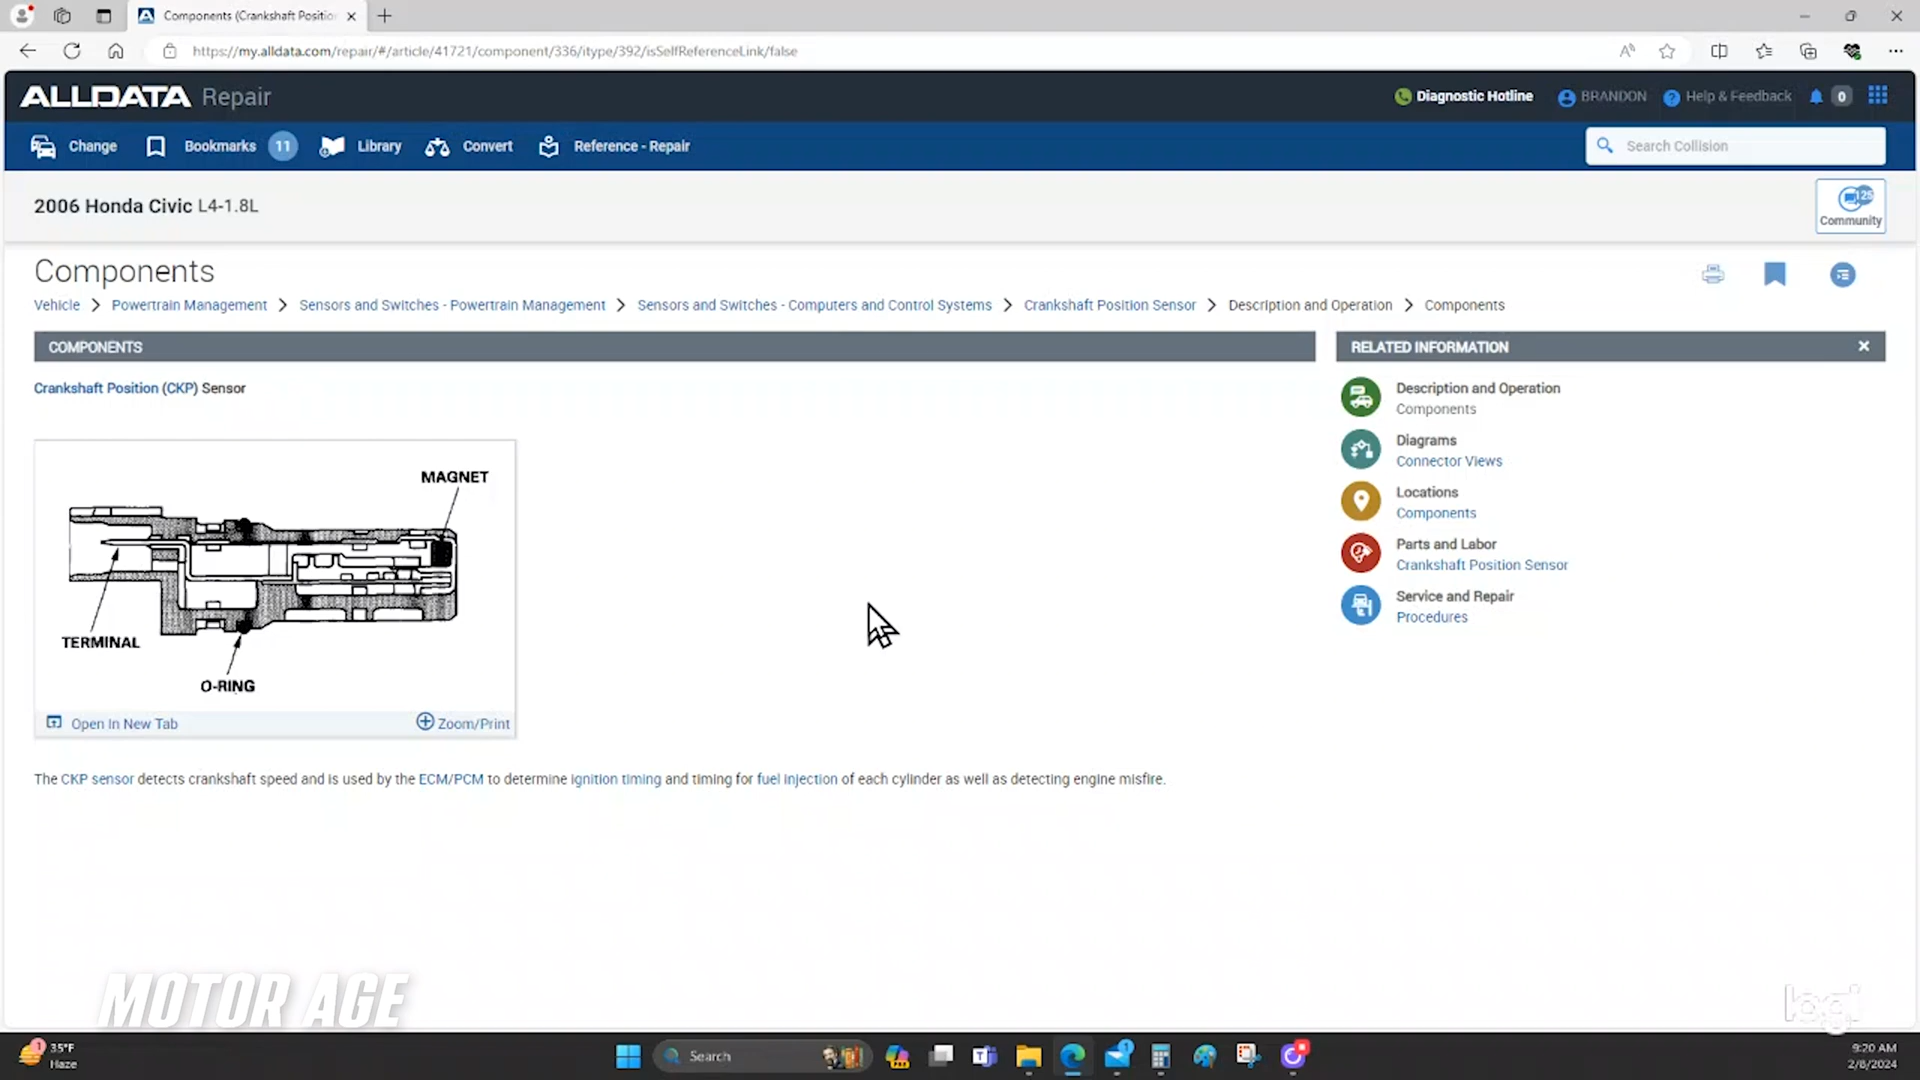 Components (Crankshaft Positio
https://my.alldata.com/repair/#/article/41721/component/336/itype/392/isSelfReferenceLink/false
ALLDATA Repair
Diagnostic Hotline
BRANDON
Help & Feedback
0
Change
Bookmarks 11
Library
Convert
Reference - Repair
Search Collision
2006 Honda Civic L4-1.8L
125
Community
Components
Vehicle > Powertrain Management > Sensors and Switches - Powertrain Management > Sensors and Switches - Computers and Control Systems > Crankshaft Position Sensor > Description and Operation > Components
COMPONENTS
Crankshaft Position (CKP) Sensor
MAGNET
TERMINAL
O-RING
Open In New Tab
Zoom/Print
The CKP sensor detects crankshaft speed and is used by the ECM/PCM to determine ignition timing and timing for fuel injection of each cylinder as well as detecting engine misfire.
RELATED INFORMATION
Description and Operation
Components
Diagrams
Connector Views
Locations
Components
Parts and Labor
Crankshaft Position Sensor
Service and Repair
Procedures
MOTOR AGE
logi
1
35°F
Haze
Search
1
9:20 AM
2/8/2024